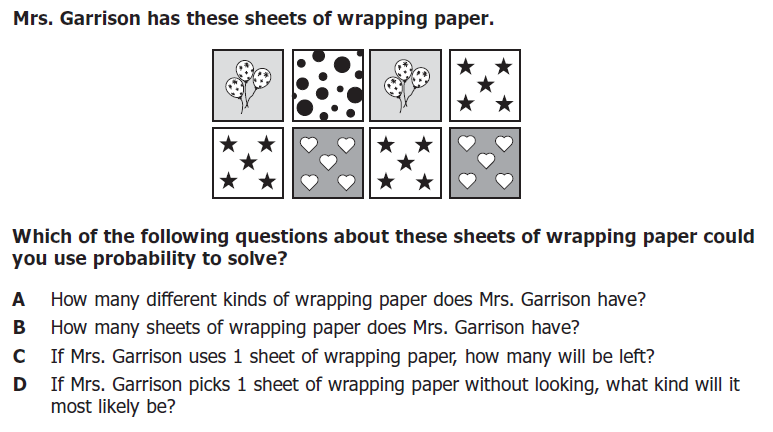 Mrs. Garrison has these sheets of wrapping paper.
Which of the following questions about these sheets of wrapping paper could
you use probability to solve?
A How many different kinds of wrapping paper does Mrs. Garrison have?
B How many sheets of wrapping paper does Mrs. Garrison have?
C If Mrs. Garrison uses 1 sheet of wrapping paper, how many will be left?
D If Mrs. Garrison picks 1 sheet of wrapping paper without looking, what kind will it
most likely be?